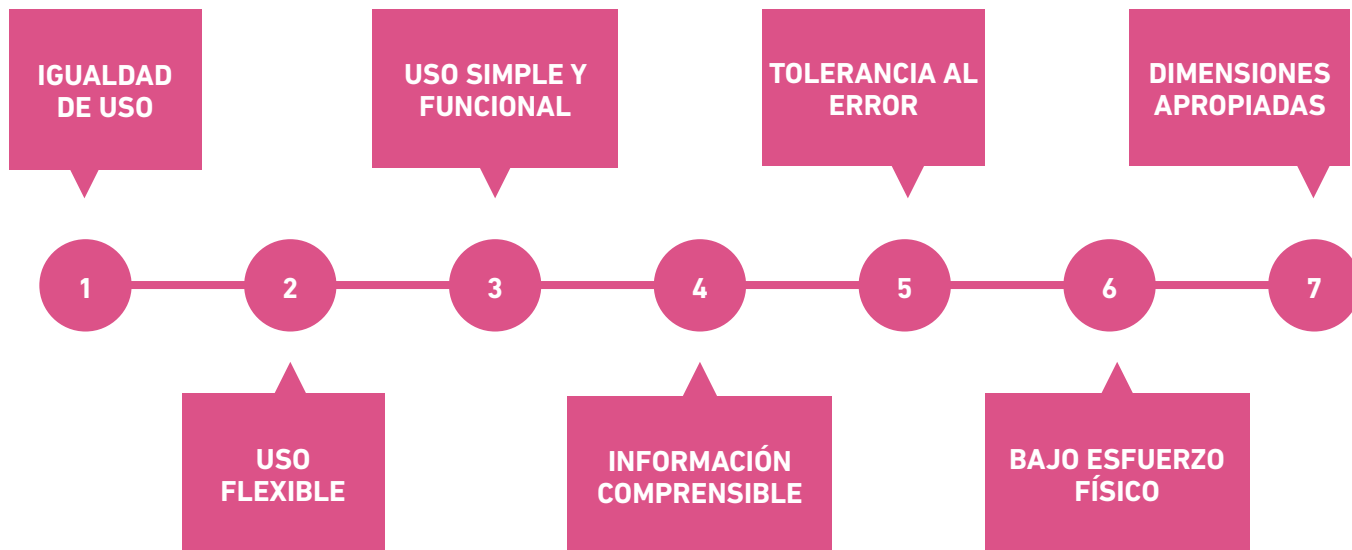 IGUALDAD
DE USO
USO SIMPLE Y
FUNCIONAL
TOLERANCIA AL
ERROR
DIMENSIONES
APROPIADAS
1
2
3
4
5
6
7
USO
FLEXIBLE
INFORMACIÓN
COMPRENSIBLE
BAJO ESFUERZO
FÍSICO